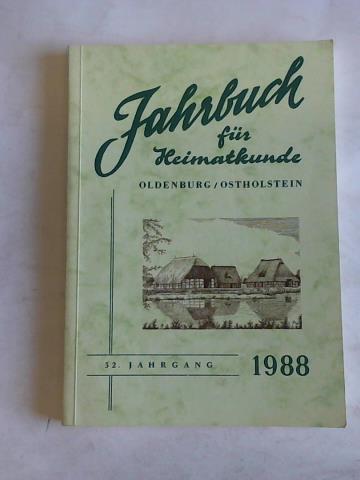 Jahrbuch
für
Heimatkunde
OLDENBURG / OSTHOLSTEIN
32. JAHRGANG 1988